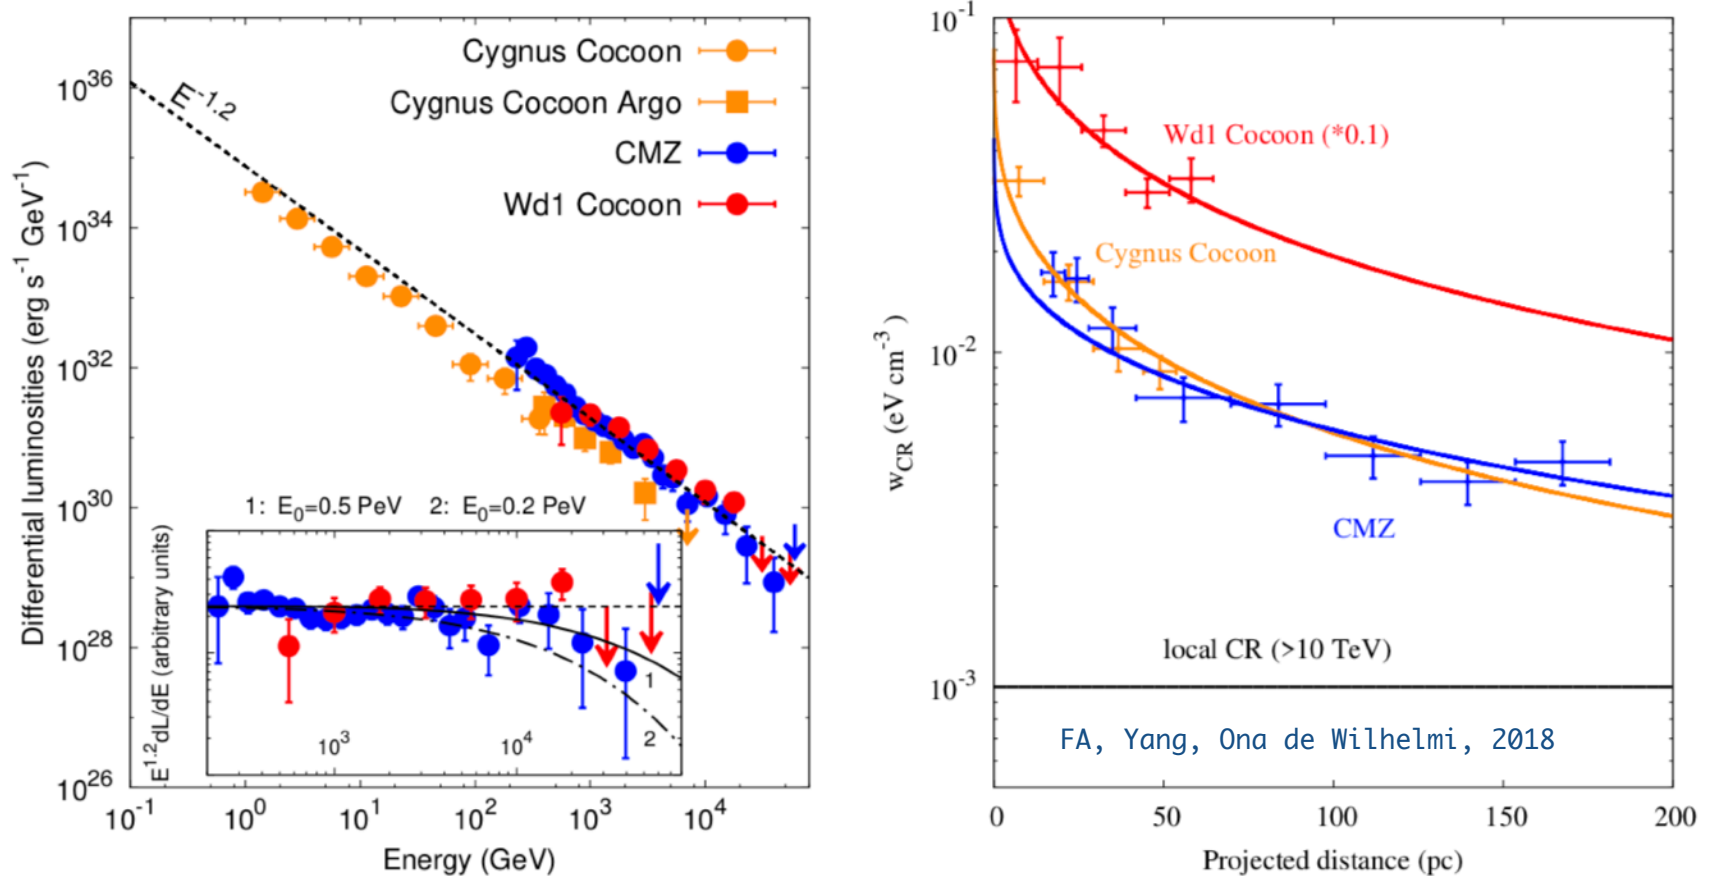 Cygnus Cocoon
Cygnus Cocoon Argo
CMZ
Wd1 Cocoon
E^-1.2
Differential luminosities (erg s^-1 GeV^-1)
10^36
10^34
10^32
10^30
10^28
10^26
1: E_0=0.5 PeV 2: E_0=0.2 PeV
E^1.2dL/dE (arbitrary units)
10^3 10^4
1
2
10^-1 10^0 10^1 10^2 10^3 10^4
Energy (GeV)
10^-1
10^-2
10^-3
w_CR (eV cm^-3)
Wd1 Cocoon (*0.1)
Cygnus Cocoon
CMZ
local CR (>10 TeV)
FA, Yang, Ona de Wilhelmi, 2018
0 50 100 150 200
Projected distance (pc)